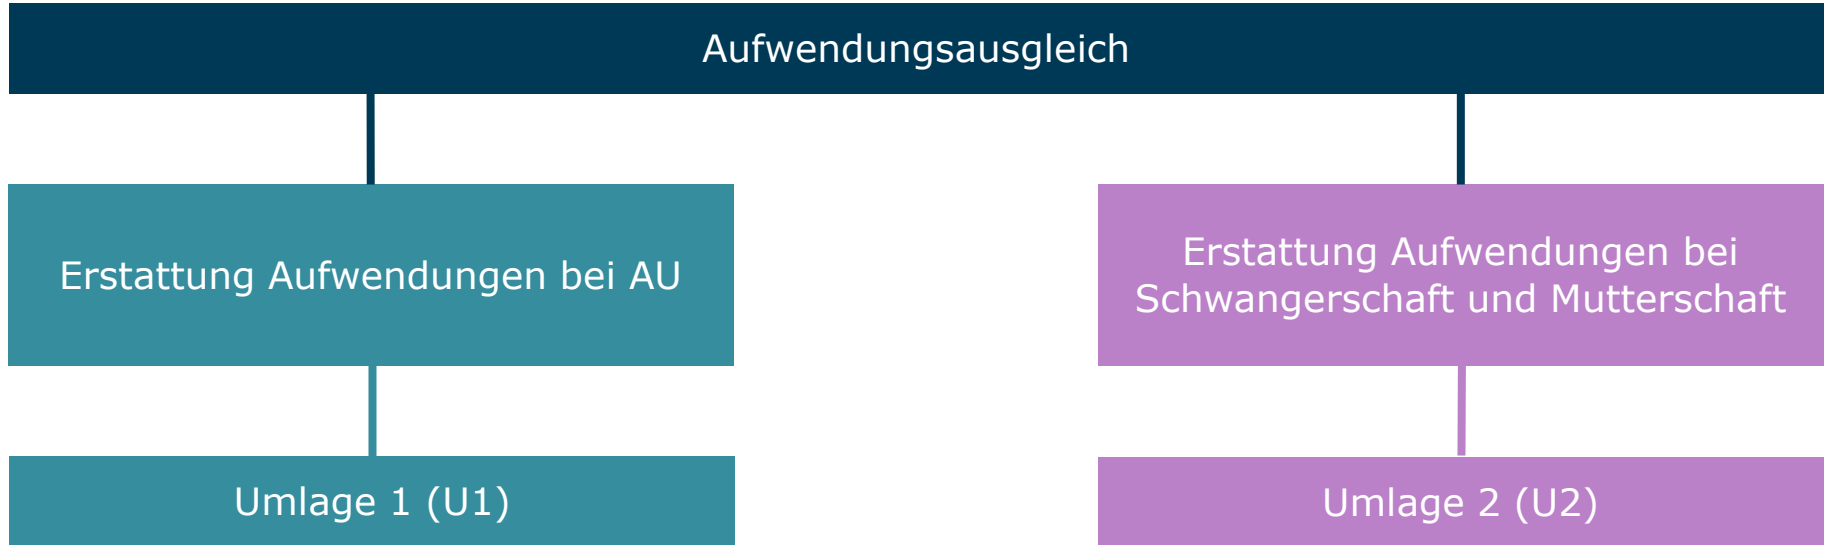 Aufwendungsausgleich
Erstattung Aufwendungen bei AU
Erstattung Aufwendungen bei
Schwangerschaft und Mutterschaft
Umlage 1 (U1)
Umlage 2 (U2)